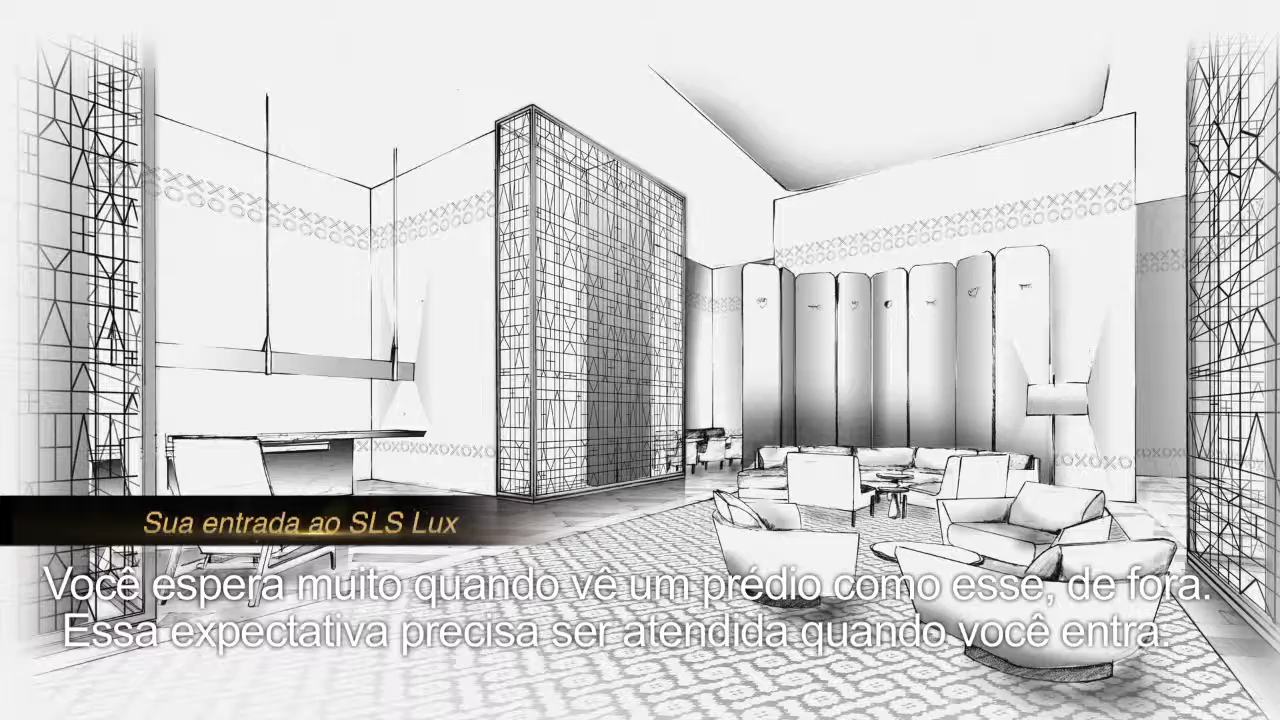 Sua entrada ao SLS Lux
Você espera muito quando vê um prédio como esse, de fora.
Essa expectativa precisa ser atendida quando você entra.